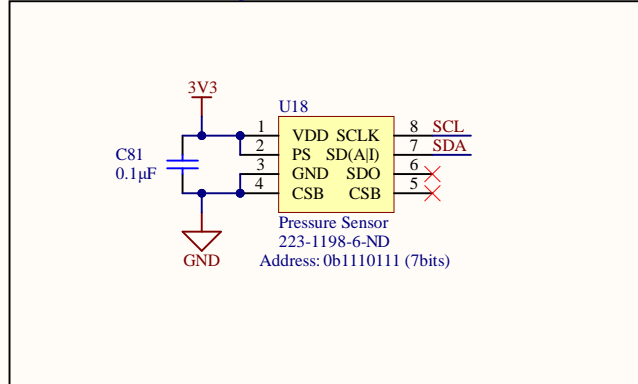 3V3
U18
C81
0.1µF
1 VDD SCLK 8 SCL
2 PS SD(A|I) 7 SDA
3 GND SDO 6
4 CSB CSB 5
Pressure Sensor
223-1198-6-ND
Address: 0b1110111 (7bits)
GND